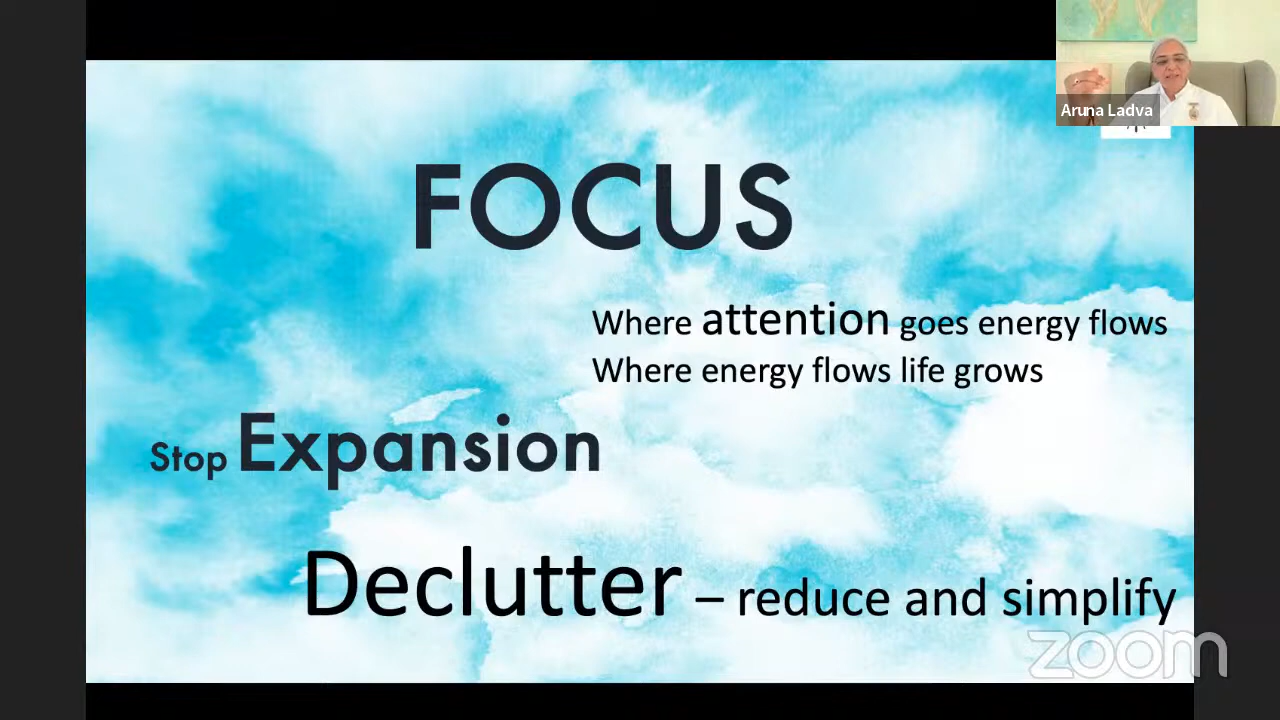 Aruna Ladva
FOCUS
Where attention goes energy flows
Where energy flows life grows
Stop Expansion
Declutter – reduce and simplify
zoom